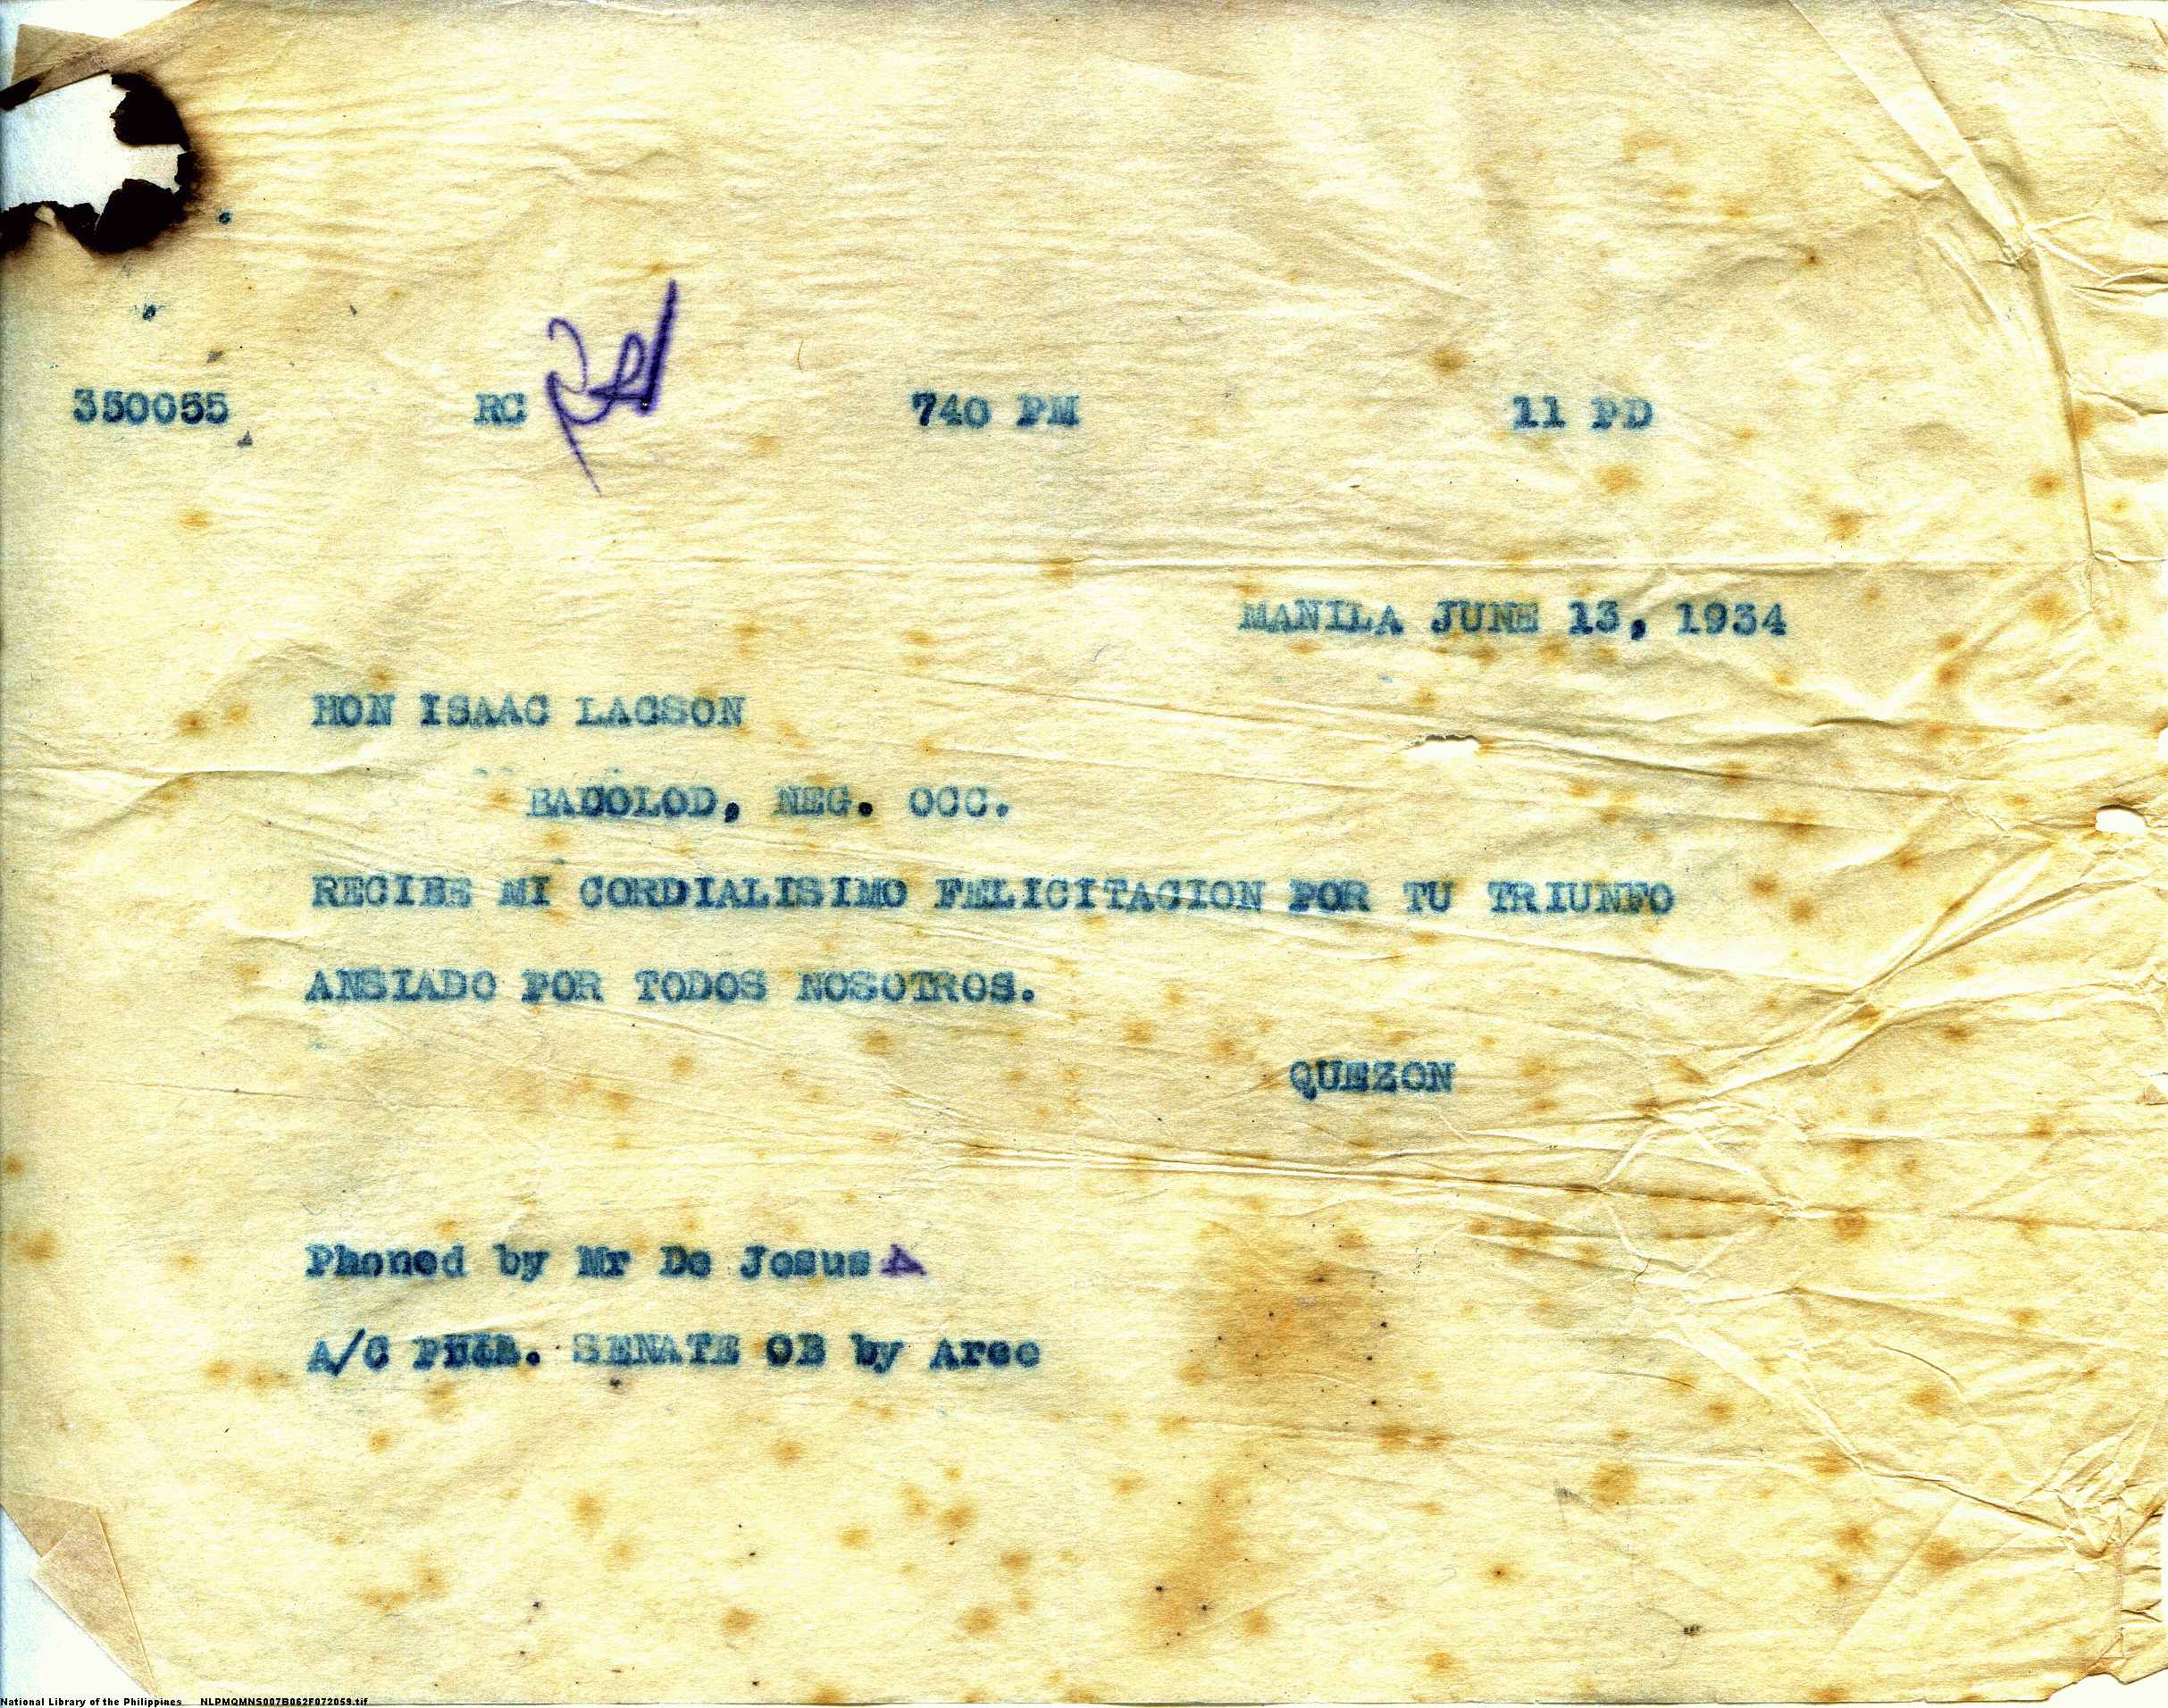 350055 RC 740 PM 11 PD
MANILA JUNE 13, 1934
HON ISAAC LACSON
BACOLOD, NEG. OCC.
RECIBE MI CORDIALISIMO FELICITACION POR TU TRIUNFO
ANSIADO POR TODOS NOSOTROS.
QUEZON
Phoned by Mr De Jesus
A/C PHIL. SENATE OB by Aree
National Library of the Philippines NLPMQMNS007B062F072059.tif